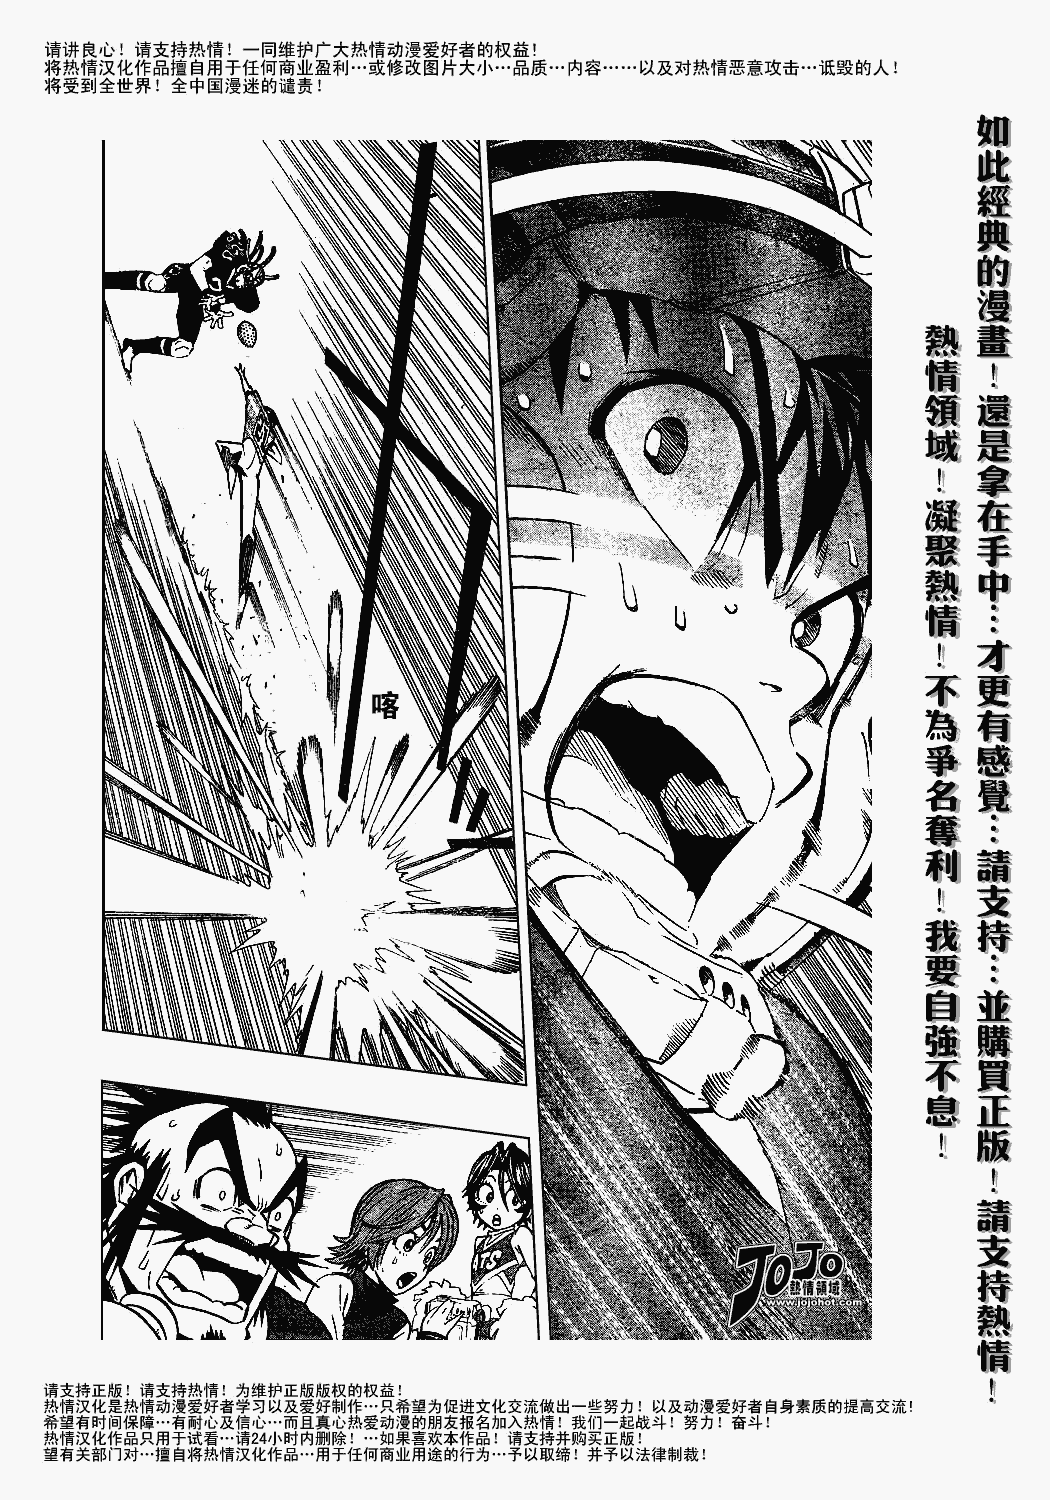 请讲良心！请支持热情！一同维护广大热情动漫爱好者的权益！
将热情汉化作品擅自用于任何商业盈利…或修改图片大小…品质…内容……以及对热情恶意攻击…诋毁的人！
将受到全世界！全中国漫迷的谴责！
如此經典的漫畫！還是拿在手中…才更有感覺…請支持…並購買正版！請支持熱情！
熱情領域！凝聚熱情！不為爭名奪利！我要自強不息！
喀
JOJO
熱情領域
www.jojohot.com
请支持正版！请支持热情！为维护正版版权的权益！
热情汉化是热情动漫爱好者学习以及爱好制作…只希望为促进文化交流做出一些努力！以及动漫爱好者自身素质的提高交流！
希望有时间保障…有耐心及信心…而且真心热爱动漫的朋友报名加入热情！我们一起战斗！努力！奋斗！
热情汉化作品只用于试看…请24小时内删除！…如果喜欢本作品！请支持并购买正版！
望有关部门对…擅自将热情汉化作品…用于任何商业用途的行为…予以取缔！并予以法律制裁！